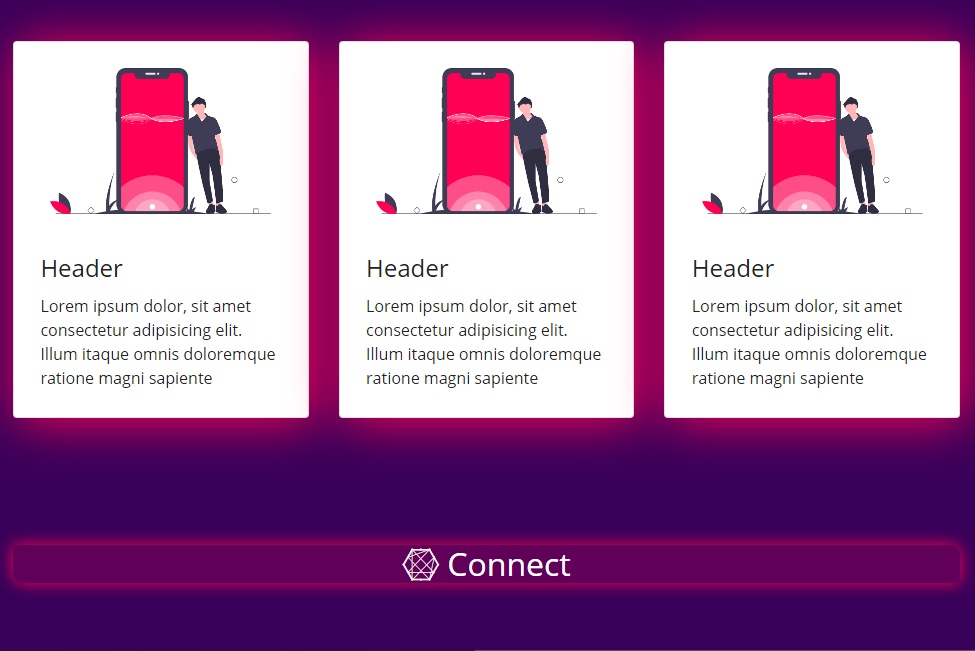 Header
Lorem ipsum dolor, sit amet
consectetur adipisicing elit.
Illum itaque omnis doloremque
ratione magni sapiente
Header
Lorem ipsum dolor, sit amet
consectetur adipisicing elit.
Illum itaque omnis doloremque
ratione magni sapiente
Header
Lorem ipsum dolor, sit amet
consectetur adipisicing elit.
Illum itaque omnis doloremque
ratione magni sapiente
Connect